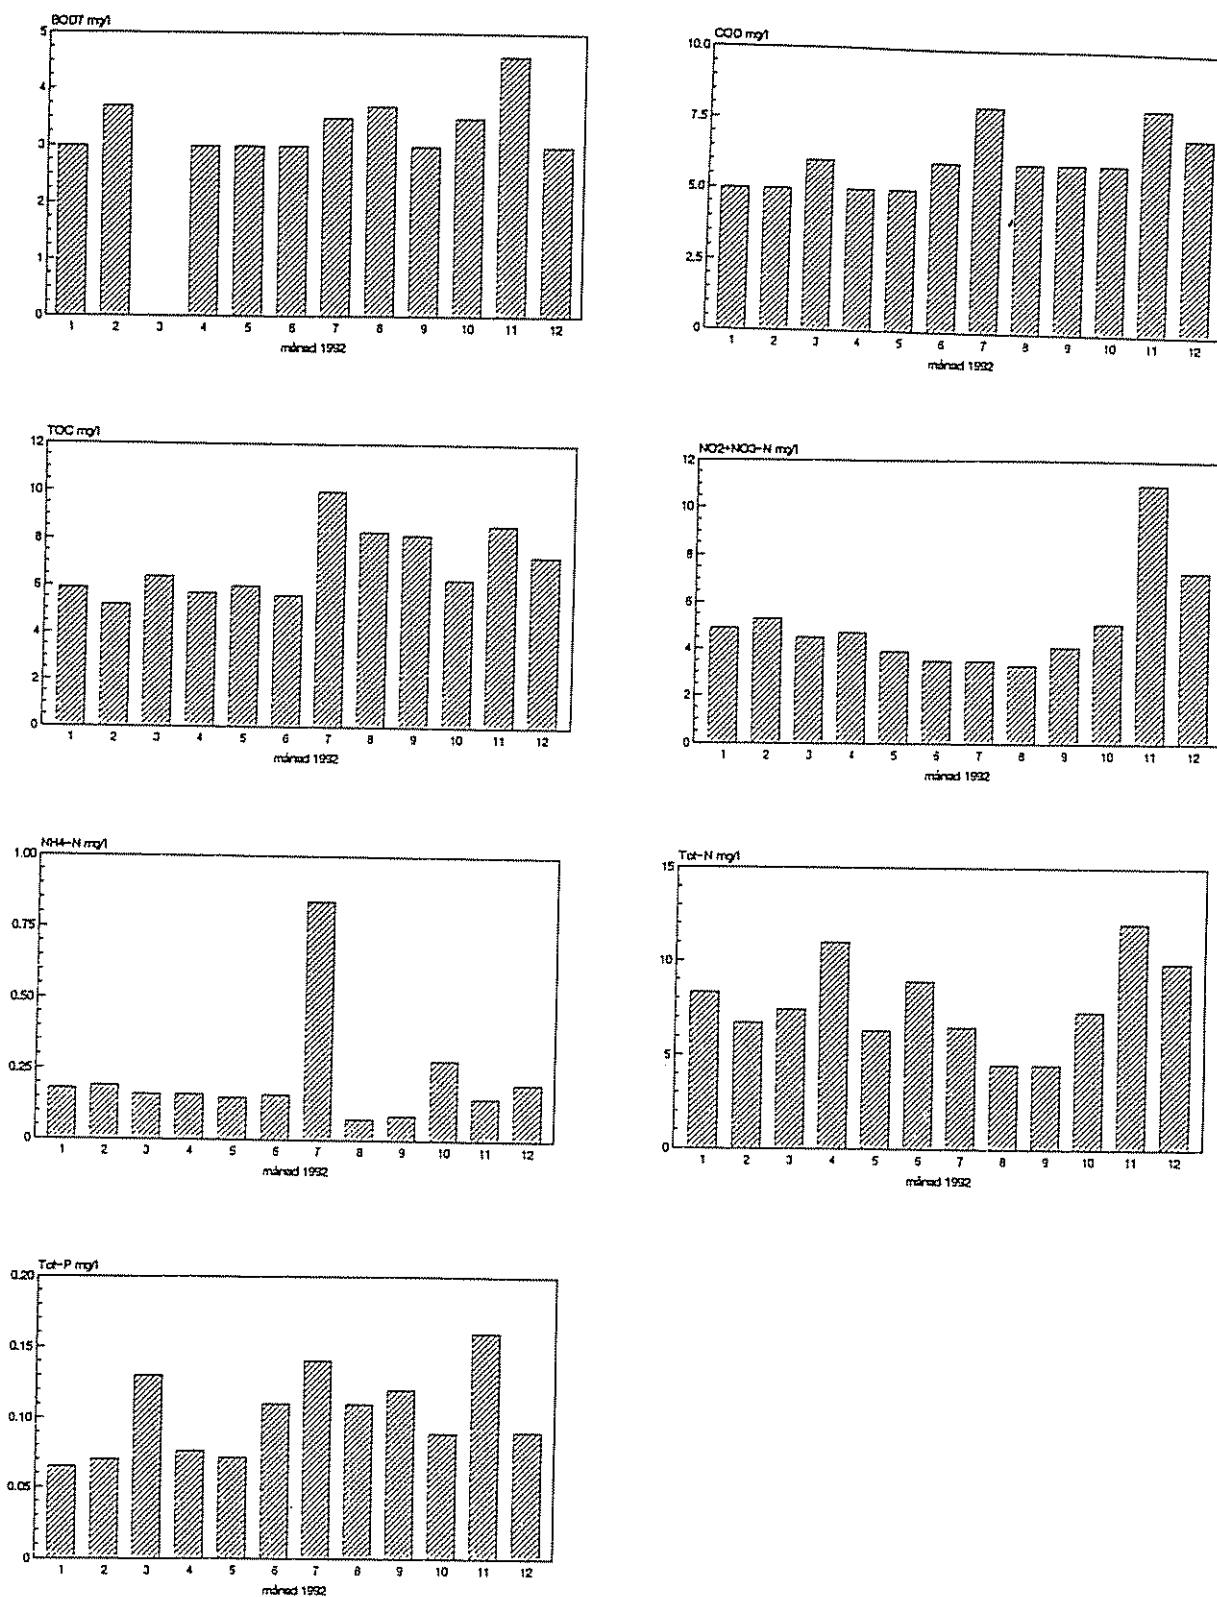 BOD7 mg/l
5
4
3
2
1
0
1 2 3 4 5 6 7 8 9 10 11 12
månad 1992
COD mg/l
10.0
7.5
5.0
2.5
0
1 2 3 4 5 6 7 8 9 10 11 12
månad 1992
TOC mg/l
12
10
8
6
4
2
0
1 2 3 4 5 6 7 8 9 10 11 12
månad 1992
NO2+NO3-N mg/l
12
10
8
6
4
2
0
1 2 3 4 5 6 7 8 9 10 11 12
månad 1992
NH4-N mg/l
1.00
0.75
0.50
0.25
0
1 2 3 4 5 6 7 8 9 10 11 12
månad 1992
Tot-N mg/l
15
10
5
0
1 2 3 4 5 6 7 8 9 10 11 12
månad 1992
Tot-P mg/l
0.20
0.15
0.10
0.05
0
1 2 3 4 5 6 7 8 9 10 11 12
månad 1992